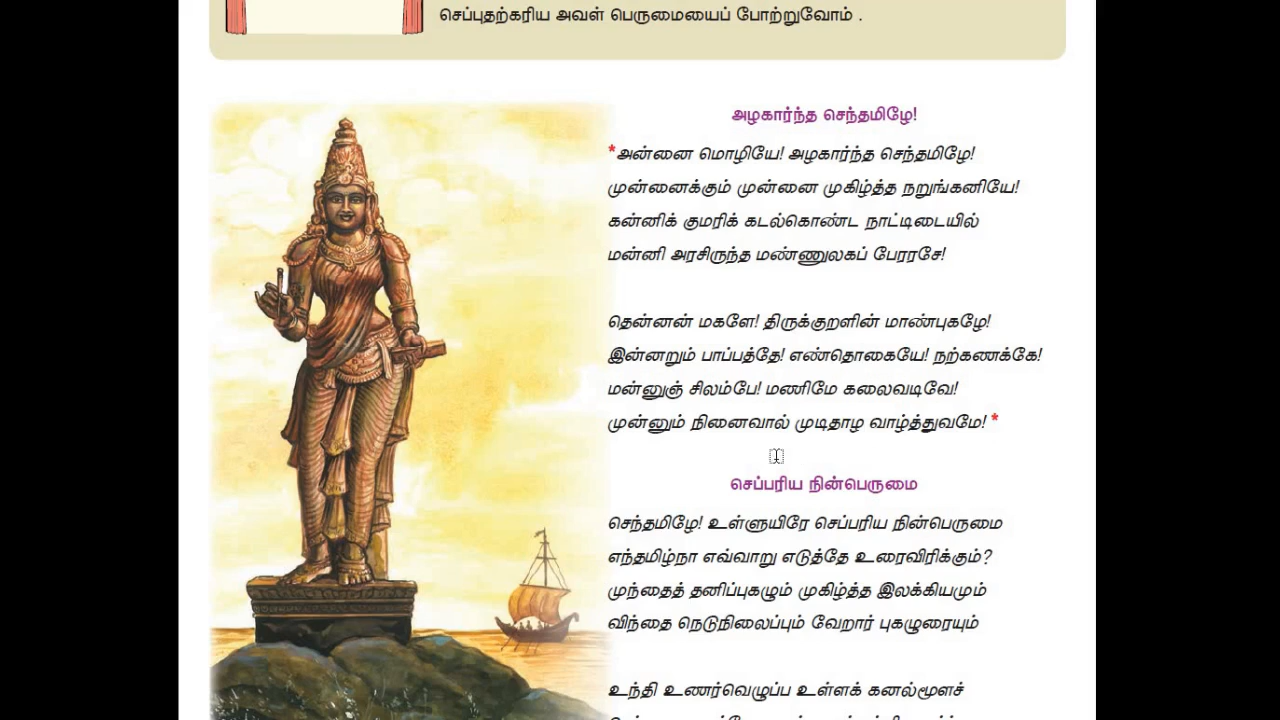 செப்புதற்கரிய அவள் பெருமையைப் போற்றுவோம் .
அழகார்ந்த செந்தமிழே!
*அன்னை மொழியே! அழகார்ந்த செந்தமிழே!
முன்னைக்கும் முன்னை முகிழ்த்த நறுங்கனியே!
கன்னிக் குமரிக் கடல்கொண்ட நாட்டிடையில்
மன்னி அரசிருந்த மண்ணுலகப் பேரரசே!
தென்னன் மகளே! திருக்குறளின் மாண்புகழே!
இன்னறும் பாப்பத்தே! எண்தொகையே! நற்கணக்கே!
மன்னுஞ் சிலம்பே! மணிமே கலைவடிவே!
முன்னும் நினைவால் முடிதாழ வாழ்த்துவமே! *
செப்பரிய நின்பெருமை
செந்தமிழே! உள்ளுயிரே செப்பரிய நின்பெருமை
எந்தமிழ்நா எவ்வாறு எடுத்தே உரைவிரிக்கும்?
முந்தைத் தனிப்புகழும் முகிழ்த்த இலக்கியமும்
விந்தை நெடுநிலைப்பும் வேறார் புகழுரையும்
உந்தி உணர்வெழுப்ப உள்ளக் கனல்மூளச்